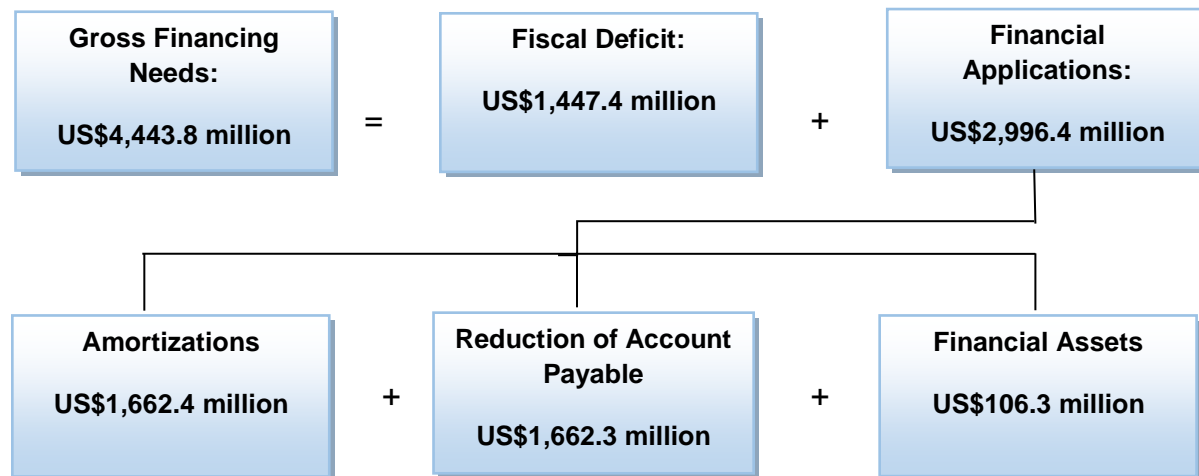 Gross Financing
Needs:
US$4,443.8 million
=
Fiscal Deficit:
US$1,447.4 million
+
Financial
Applications:
US$2,996.4 million
Amortizations
US$1,662.4 million
+
Reduction of Account
Payable
US$1,662.3 million
+
Financial Assets
US$106.3 million